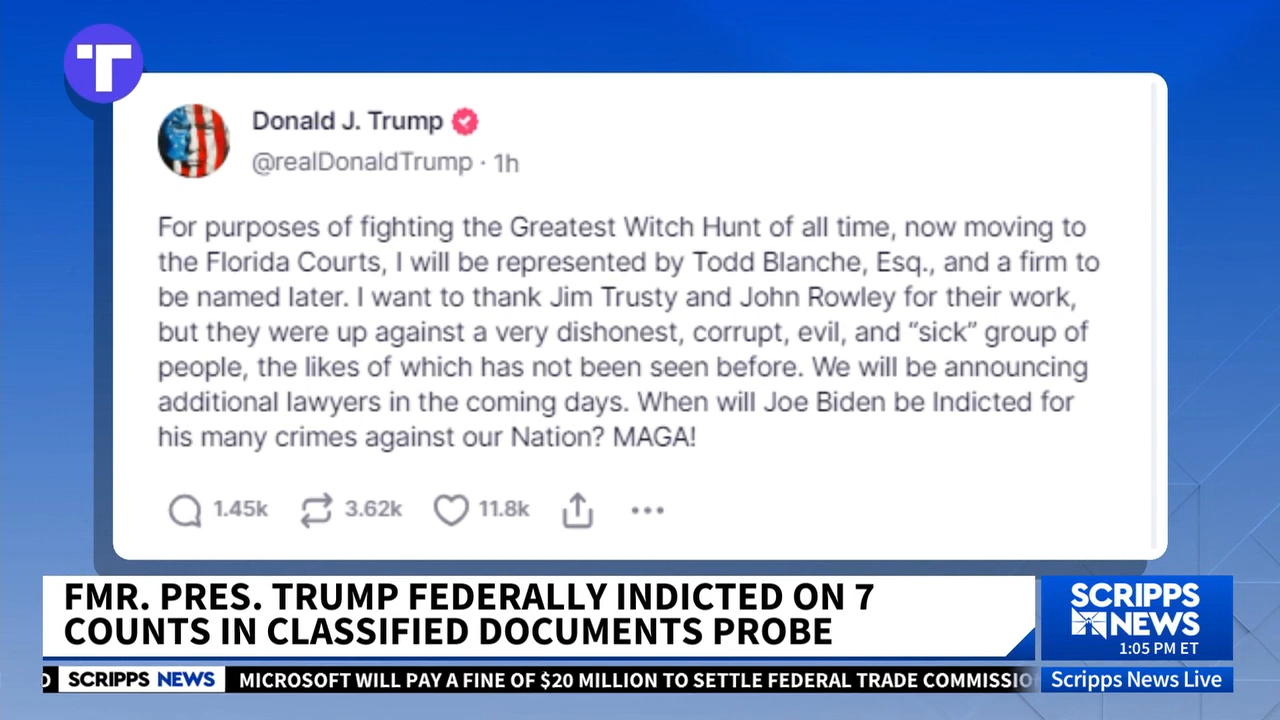 T
Donald J. Trump
@realDonaldTrump · 1h
For purposes of fighting the Greatest Witch Hunt of all time, now moving to
the Florida Courts, I will be represented by Todd Blanche, Esq., and a firm to
be named later. I want to thank Jim Trusty and John Rowley for their work,
but they were up against a very dishonest, corrupt, evil, and “sick” group of
people, the likes of which has not been seen before. We will be announcing
additional lawyers in the coming days. When will Joe Biden be Indicted for
his many crimes against our Nation? MAGA!
1.45k 3.62k 11.8k
FMR. PRES. TRUMP FEDERALLY INDICTED ON 7
COUNTS IN CLASSIFIED DOCUMENTS PROBE
SCRIPPS
NEWS
1:05 PM ET
SCRIPPS NEWS MICROSOFT WILL PAY A FINE OF $20 MILLION TO SETTLE FEDERAL TRADE COMMISSIO
Scripps News Live